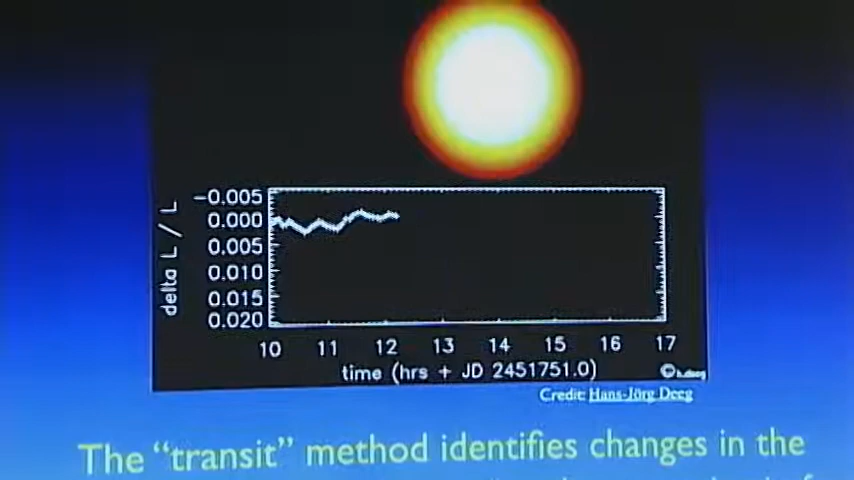 -0.005
0.000
0.005
0.010
0.015
0.020
delta L / L
10 11 12 13 14 15 16 17
time (hrs + JD 2451751.0)
Credit: Hans-Jörg Deeg
The “transit” method identifies changes in the